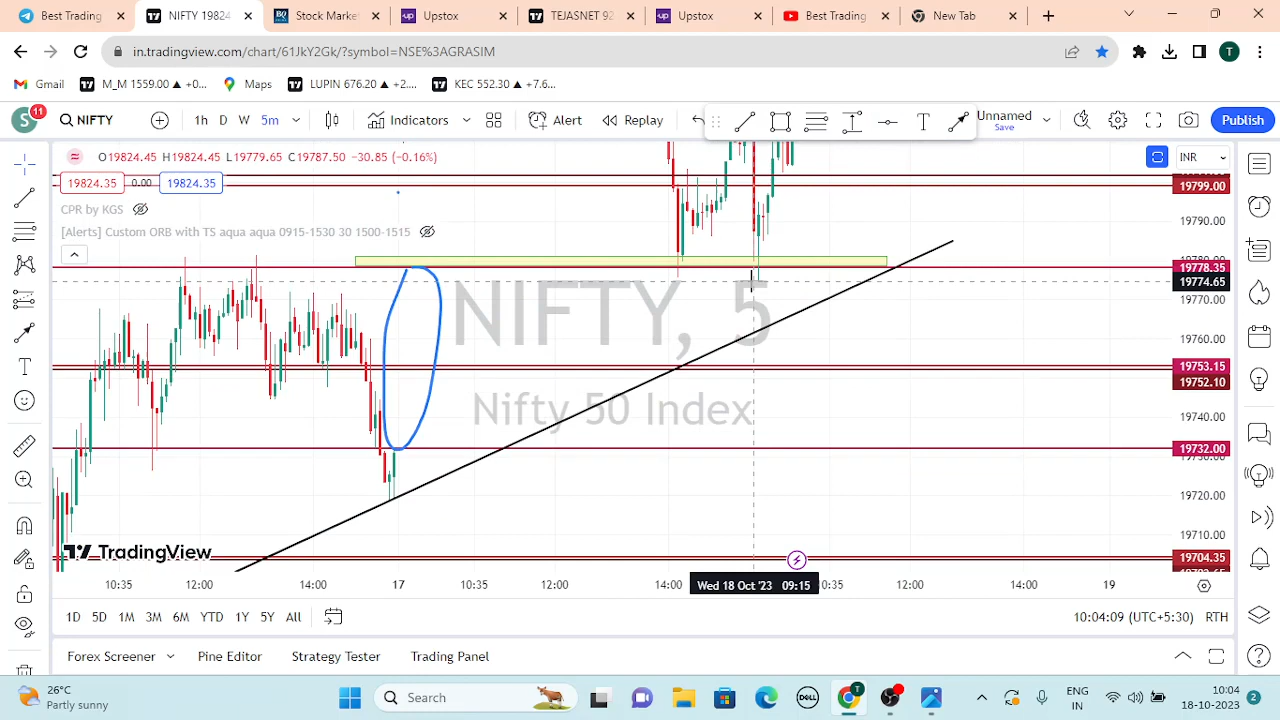 Best Trading
NIFTY 19824
Stock Marke
Upstox
TEJASNET 92
Upstox
Best Trading
New Tab
in.tradingview.com/chart/61JkY2Gk/?symbol=NSE%3AGRASIM
T
Gmail
M_M 1559.00 ▲ +0...
Maps
LUPIN 676.20 ▲ +2....
KEC 552.30 ▲ +7.6...
S
11
NIFTY
1h D W 5m
Indicators
Alert
Replay
Unnamed
Save
Publish
O19824.45 H19824.45 L19779.65 C19787.50 -30.85 (-0.16%)
INR
19824.35 0.00 19824.35
19799.00
CPR by KGS
19790.00
[Alerts] Custom ORB with TS aqua aqua 0915-1530 30 1500-1515
19778.35
19774.65
19770.00
NIFTY, 5
19760.00
19753.15
19752.10
Nifty 50 Index
19740.00
19732.00
19720.00
19710.00
TradingView
19704.35
10:35 12:00 14:00 17 10:35 12:00 14:00 Wed 18 Oct '23 09:15 0:35 12:00 14:00 19
1D 5D 1M 3M 6M YTD 1Y 5Y All
10:04:09 (UTC+5:30) RTH
Forex Screener
Pine Editor
Strategy Tester
Trading Panel
26°C
Partly sunny
Search
DELL
T
ENG
IN
10:04
18-10-2023
2